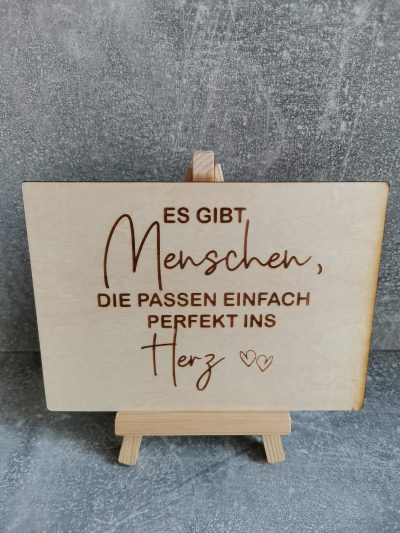 ES GIBT
Menschen,
DIE PASSEN EINFACH
PERFEKT INS
Herz